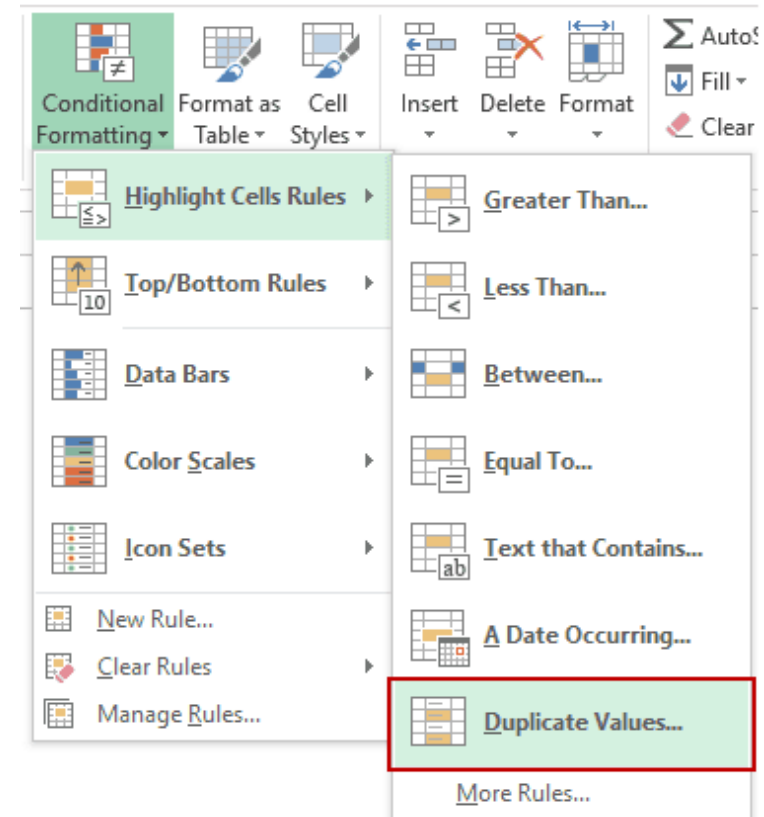 Conditional Formatting
Format as Table
Cell Styles
Insert
Delete
Format
AutoS
Fill
Clear
Highlight Cells Rules
Top/Bottom Rules
10
Data Bars
Color Scales
Icon Sets
New Rule...
Clear Rules
Manage Rules...
Greater Than...
Less Than...
Between...
Equal To...
Text that Contains...
ab
A Date Occurring...
Duplicate Values...
More Rules...